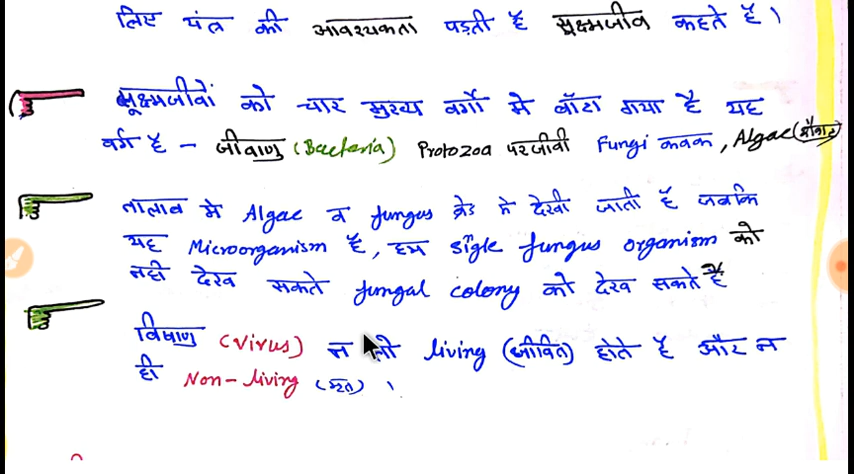 लिए यंत्र की आवश्यकता पड़ती है सूक्ष्मजीव कहते हैं।
सूक्ष्मजीवों को चार मुख्य वर्गों मे बाँटा गया है यह
वर्ग है - जीवाणु (Bacteria) Protozoa परजीवी Fungi कवक, Algae (शैवाल)
तालाब मे Algae व fungus ब्रेड मे देखी जाती है जबकि
यह Microorganism है, हम sigle fungus organism को
नही देख सकते fungal colony को देख सकते है
विषाणु (Virus) न तो living (जीवित) होते है और न
ही Non-living (मृत)।